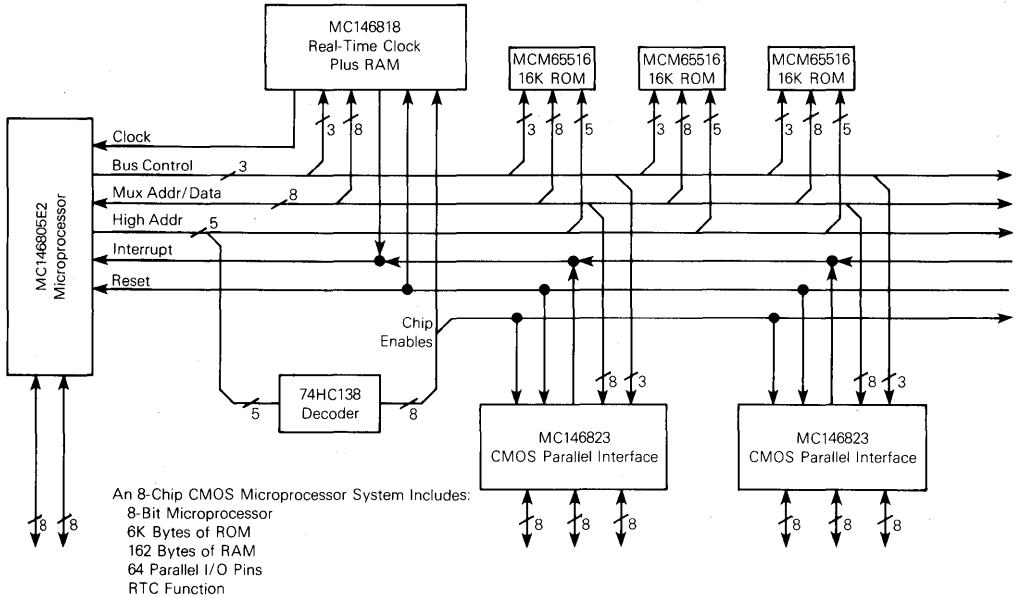 MC146818
Real-Time Clock
Plus RAM
MCM65516
16K ROM
MCM65516
16K ROM
MCM65516
16K ROM
3
8
3
8
5
3
8
5
3
8
5
MC146805E2
Microprocessor
Clock
Bus Control
3
Mux Addr/Data
8
High Addr
5
Interrupt
Reset
Chip
Enables
74HC138
Decoder
5
8
8
3
8
3
MC146823
CMOS Parallel Interface
MC146823
CMOS Parallel Interface
8
8
8
8
8
8
8
8
An 8-Chip CMOS Microprocessor System Includes:
8-Bit Microprocessor
6K Bytes of ROM
162 Bytes of RAM
64 Parallel I/O Pins
RTC Function